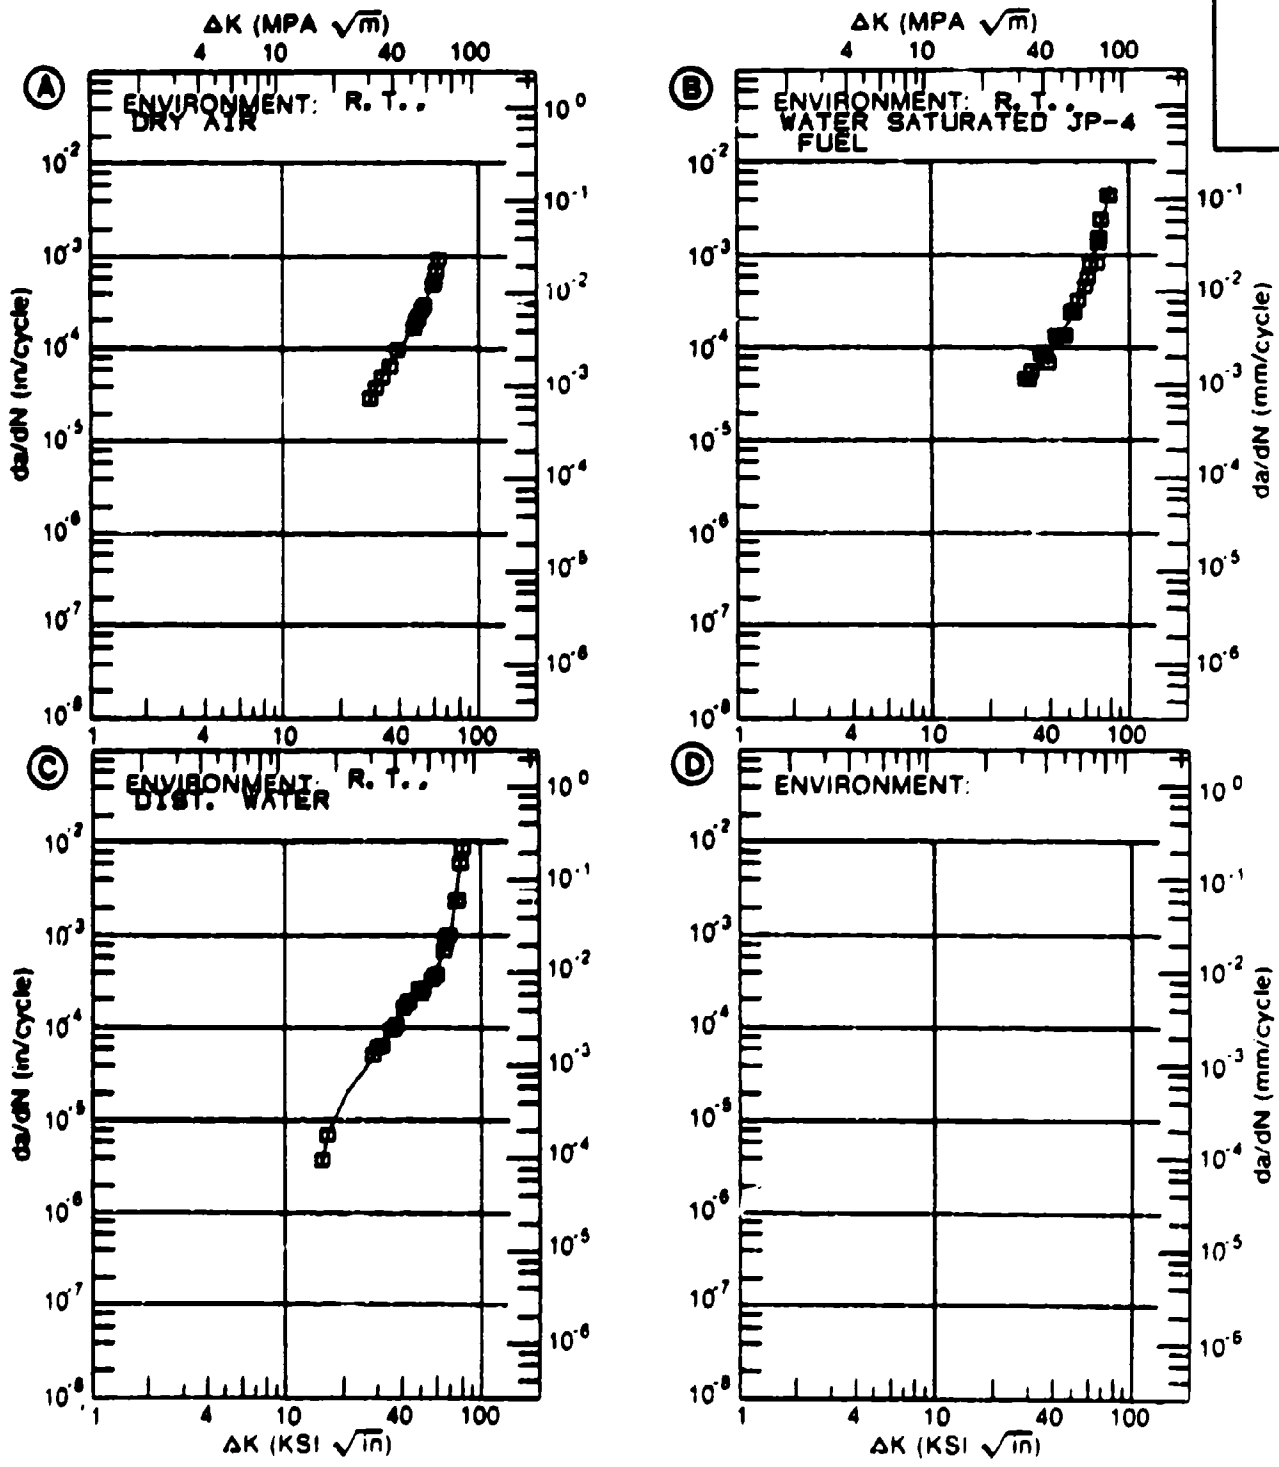 ΔK (MPA √m)
4 10 40 100
A
ENVIRONMENT: R.T.,
DRY AIR
da/dN (in/cycle)
10⁻²
10⁻³
10⁻⁴
10⁻⁵
10⁻⁶
10⁻⁷
10⁻⁸
10⁰
10⁻¹
10⁻²
10⁻³
10⁻⁴
10⁻⁵
10⁻⁶
4 10 40 100
ΔK (MPA √m)
4 10 40 100
B
ENVIRONMENT: R.T.,
WATER SATURATED JP-4
FUEL
10⁻²
10⁻³
10⁻⁴
10⁻⁵
10⁻⁶
10⁻⁷
10⁻⁸
10⁻¹
10⁻²
10⁻³
10⁻⁴
10⁻⁵
10⁻⁶
da/dN (mm/cycle)
4 10 40 100
C
ENVIRONMENT: R.T.,
DIST. WATER
da/dN (in/cycle)
10⁻²
10⁻³
10⁻⁴
10⁻⁵
10⁻⁶
10⁻⁷
10⁻⁸
10⁰
10⁻¹
10⁻²
10⁻³
10⁻⁴
10⁻⁵
10⁻�6
1 4 10 40 100
ΔK (KSI √in)
D
ENVIRONMENT:
10⁻²
10⁻³
10⁻⁴
10⁻⁵
10⁻⁶
10⁻⁷
10⁻⁸
10⁰
10⁻¹
10⁻²
10⁻³
10⁻⁴
10⁻⁵
10⁻⁶
da/dN (mm/cycle)
1 4 10 40 100
ΔK (KSI √in)